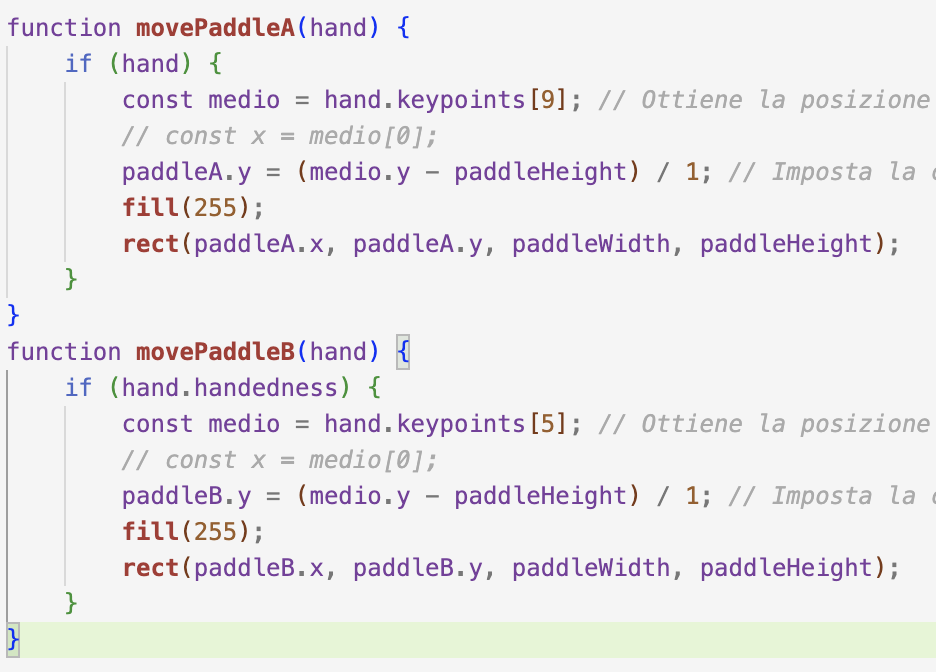 function movePaddleA(hand) {
if (hand) {
const medio = hand.keypoints[9]; // Ottiene la posizione
// const x = medio[0];
paddleA.y = (medio.y - paddleHeight) / 1; // Imposta la
fill(255);
rect(paddleA.x, paddleA.y, paddleWidth, paddleHeight);
}
}
function movePaddleB(hand) {
if (hand.handedness) {
const medio = hand.keypoints[5]; // Ottiene la posizione
// const x = medio[0];
paddleB.y = (medio.y - paddleHeight) / 1; // Imposta la
fill(255);
rect(paddleB.x, paddleB.y, paddleWidth, paddleHeight);
}
}